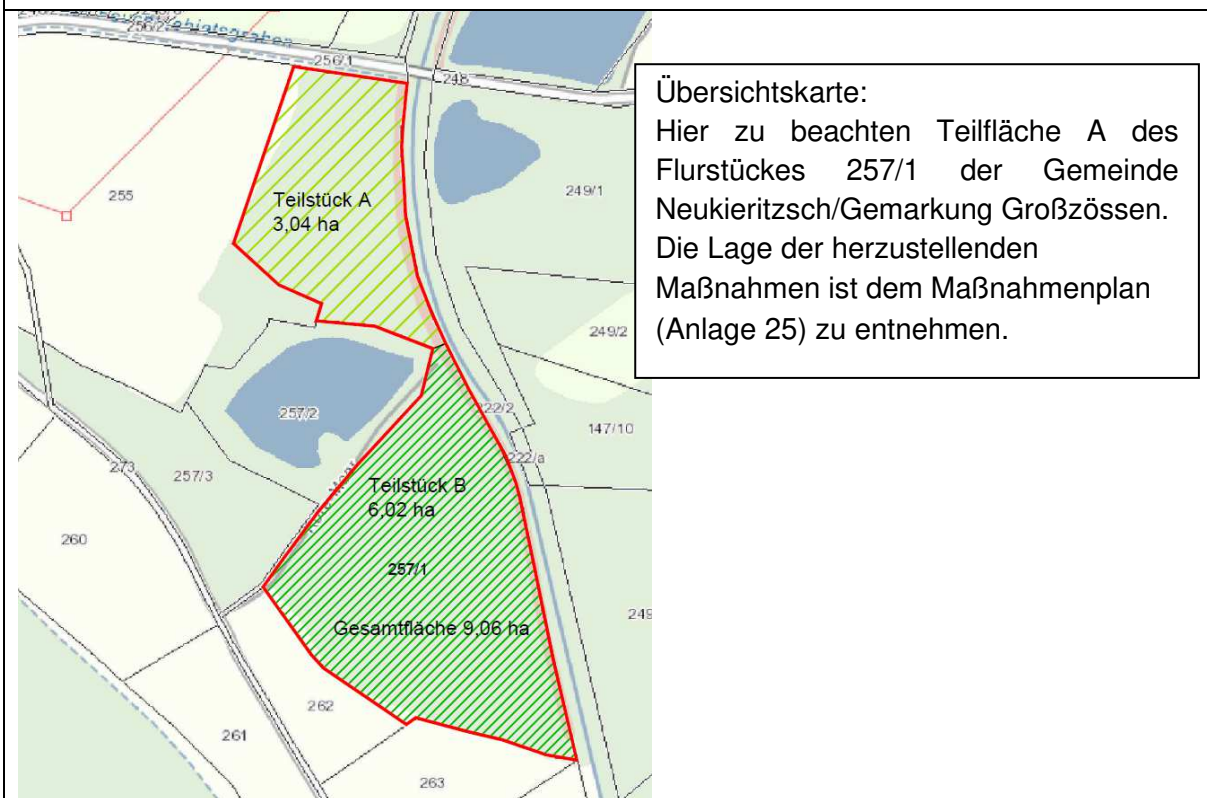 256/2
256/1
248
Übersichtskarte:
Hier zu beachten Teilfläche A des
Flurstückes 257/1 der Gemeinde
Neukieritzsch/Gemarkung Großzössen.
Die Lage der herzustellenden
Maßnahmen ist dem Maßnahmenplan
(Anlage 25) zu entnehmen.
255
Teilstück A
3,04 ha
249/1
249/2
257/2
222/2
147/10
222/a
273
257/3
Teilstück B
6,02 ha
260
257/1
249
Gesamtfläche 9,06 ha
262
261
263